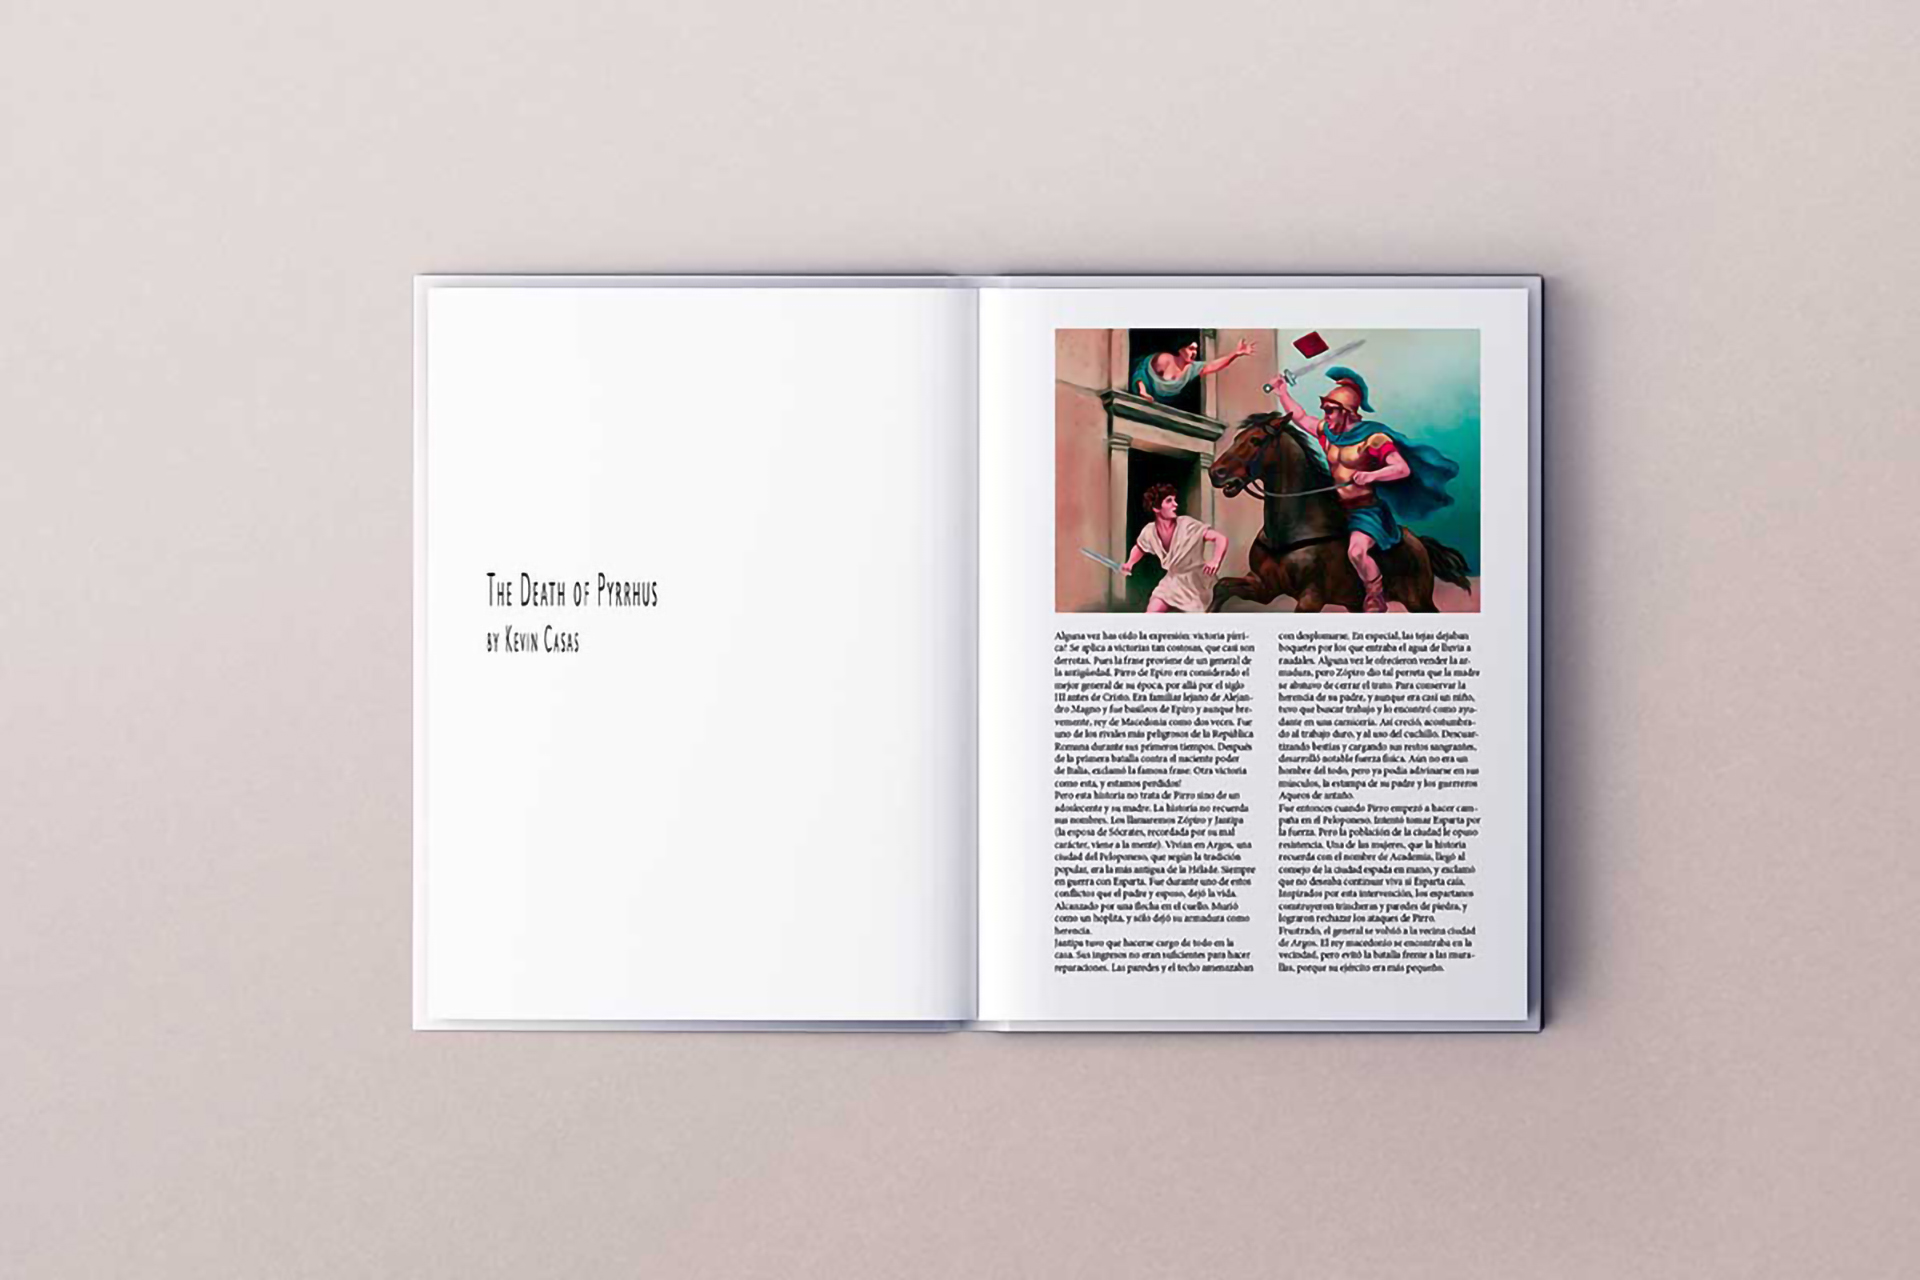 The Death of Pyrrhus
by Kevin Casas
Alguna vez has oído la expresión: victoria pírri-
ca? Se aplica a victorias tan costosas, que casi son
derrotas. Pues la frase proviene de un general de
la antigüedad. Pirro de Epiro era considerado el
mejor general de su época, por allá por el siglo
III antes de Cristo. Era familiar lejano de Alejan-
dro Magno y fue basileos de Epiro y aunque bre-
vemente, rey de Macedonia como dos veces. Fue
uno de los rivales más peligrosos de la República
Romana durante sus primeros tiempos. Después
de la primera batalla contra el naciente poder
de Italia, exclamó la famosa frase: Otra victoria
como esta, y estamos perdidos!
Pero esta historia no trata de Pirro sino de un
adolecente y su madre. La historia no recuerda
sus nombres. Los llamaremos Zópiro y Jantipa
(la esposa de Sócrates, recordada por su mal
carácter, viene a la mente). Vivían en Argos, una
ciudad del Peloponeso, que según la tradición
popular, era la más antigua de la Hélade. Siempre
en guerra con Esparta. Fue durante uno de estos
conflictos que el padre y esposo, dejó la vida.
Alcanzado por una flecha en el cuello. Murió
como un hoplita, y sólo dejó su armadura como
herencia.
Jantipa tuvo que hacerse cargo de todo en la
casa. Sus ingresos no eran suficientes para hacer
reparaciones. Las paredes y el techo amenazaban
con desplomarse. En especial, las tejas dejaban
boquetes por los que entraba el agua de lluvia a
raudales. Alguna vez le ofrecieron vender la ar-
madura, pero Zópiro dio tal perreta que la madre
se abstuvo de cerrar el trato. Para conservar la
herencia de su padre, y aunque era casi un niño,
tuvo que buscar trabajo y lo encontró como ayu-
dante en una carnicería. Así creció, acostumbra-
do al trabajo duro, y al uso del cuchillo. Descuar-
tizando bestias y cargando sus restos sangrantes,
desarrolló notable fuerza física. Aún no era un
hombre del todo, pero ya podía adivinarse en sus
músculos, la estampa de su padre y los guerreros
Aqueos de antaño.
Fue entonces cuando Pirro empezó a hacer cam-
paña en el Peloponeso. Intentó tomar Esparta por
la fuerza. Pero la población de la ciudad le opuso
resistencia. Una de las mujeres, que la historia
recuerda con el nombre de Academia, llegó al
consejo de la ciudad espada en mano, y exclamó
que no deseaba continuar viva si Esparta caía.
Inspirados por esta intervención, los espartanos
construyeron trincheras y paredes de piedra, y
lograron rechazar los ataques de Pirro.
Frustrado, el general se volvió a la vecina ciudad
de Argos. El rey macedonio se encontraba en la
vecindad, pero evitó la batalla frente a las mura-
llas, porque su ejército era más pequeño.